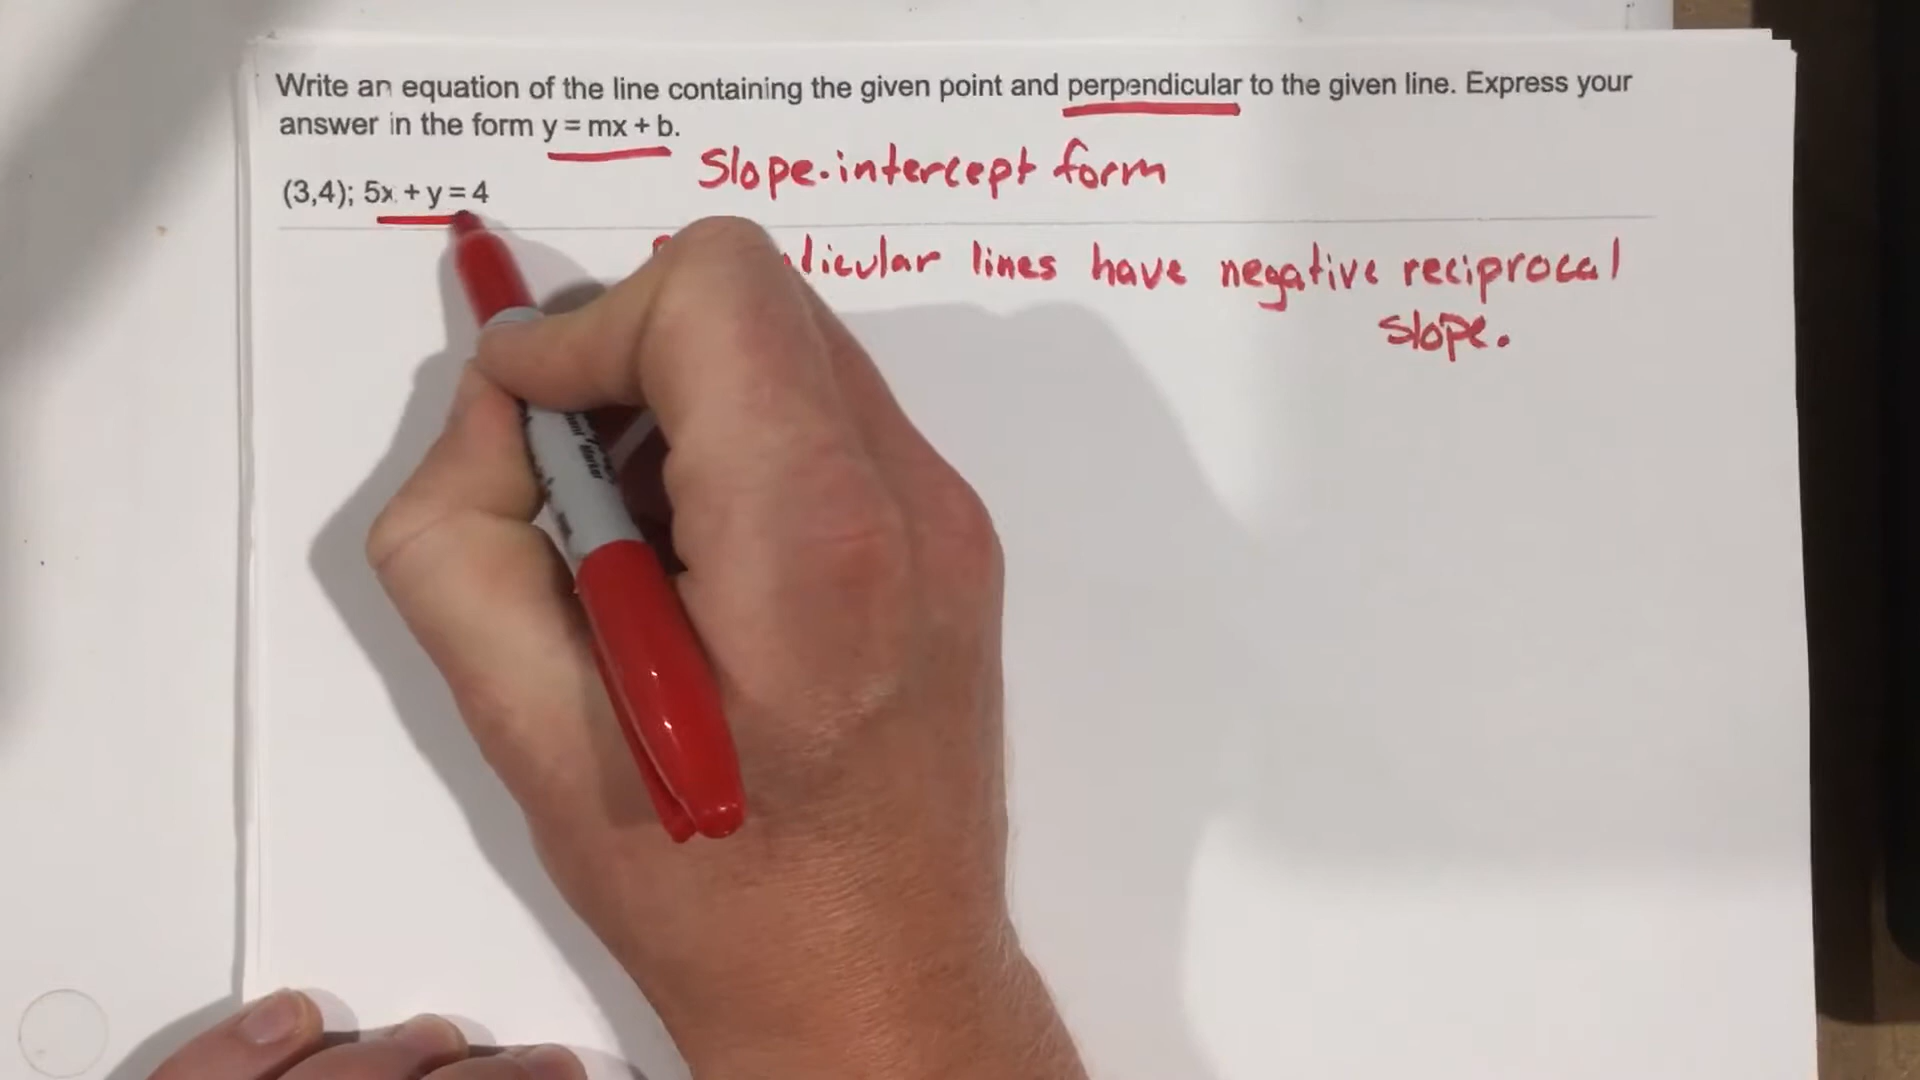 Write an equation of the line containing the given point and perpendicular to the given line. Express your
answer in the form y = mx + b.
Slope-intercept form
(3,4); 5x + y = 4
lines have negative reciprocal
slope.
Marker